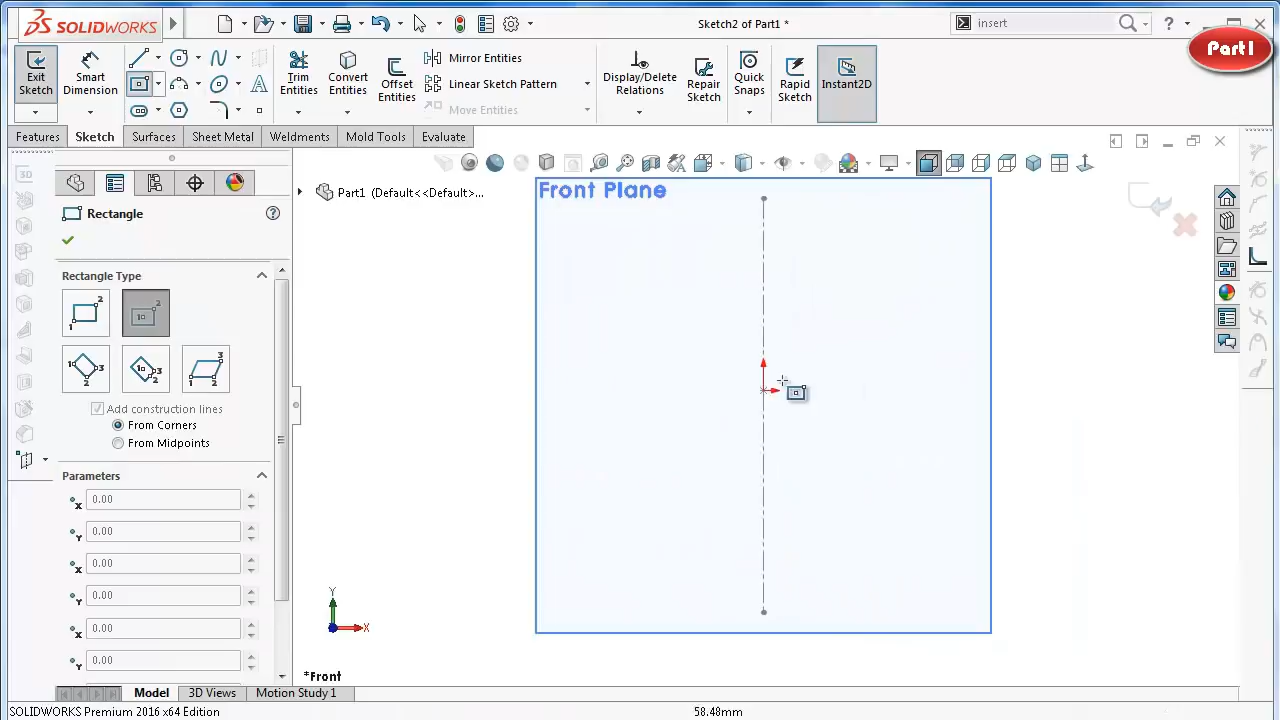 SOLIDWORKS
Sketch2 of Part1 *
insert
Part1
Exit Sketch
Smart Dimension
Trim Entities
Convert Entities
Offset Entities
Mirror Entities
Linear Sketch Pattern
Move Entities
Display/Delete Relations
Repair Sketch
Quick Snaps
Rapid Sketch
Instant2D
Features
Sketch
Surfaces
Sheet Metal
Weldments
Mold Tools
Evaluate
Part1 (Default<<Default>...
Front Plane
Rectangle
Rectangle Type
Add construction lines
From Corners
From Midpoints
Parameters
0.00
0.00
0.00
0.00
0.00
0.00
Y
X
*Front
Model
3D Views
Motion Study 1
SOLIDWORKS Premium 2016 x64 Edition
58.48mm